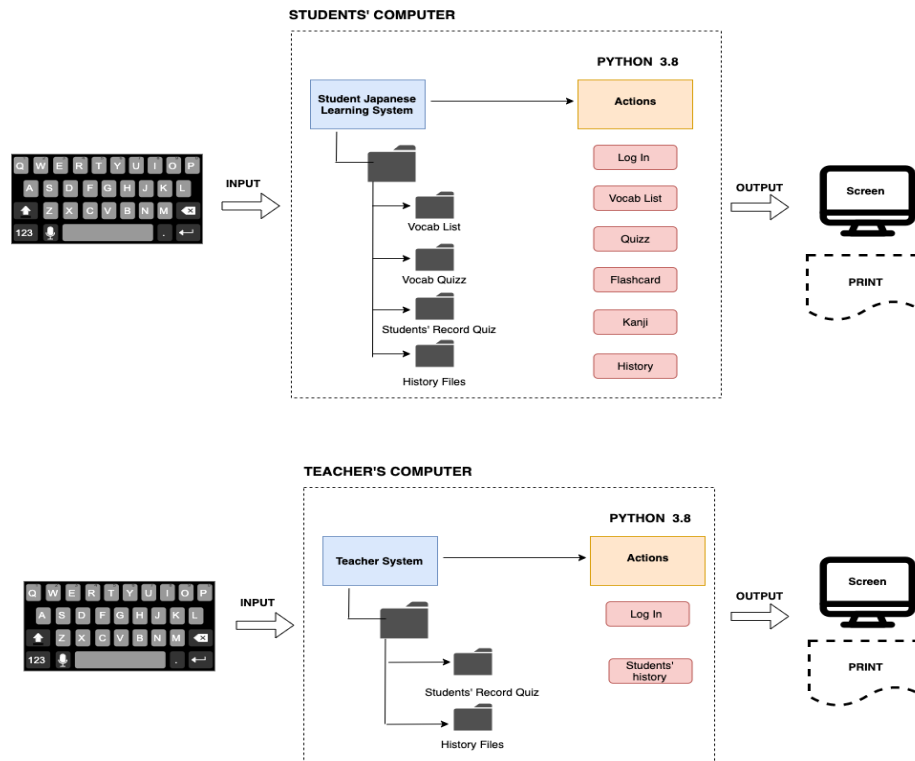 STUDENTS' COMPUTER
PYTHON 3.8
Student Japanese
Learning System
Actions
Q W E R T Y U I O P
A S D F G H J K L
Z X C V B N M
123 .
INPUT
Log In
Vocab List
Quizz
Flashcard
Kanji
History
Vocab List
Vocab Quizz
Students' Record Quiz
History Files
OUTPUT
Screen
PRINT
TEACHER'S COMPUTER
PYTHON 3.8
Teacher System
Actions
Q W E R T Y U I O P
A S D F G H J K L
Z X C V B N M
123 .
INPUT
Log In
Students'
history
Students' Record Quiz
History Files
OUTPUT
Screen
PRINT